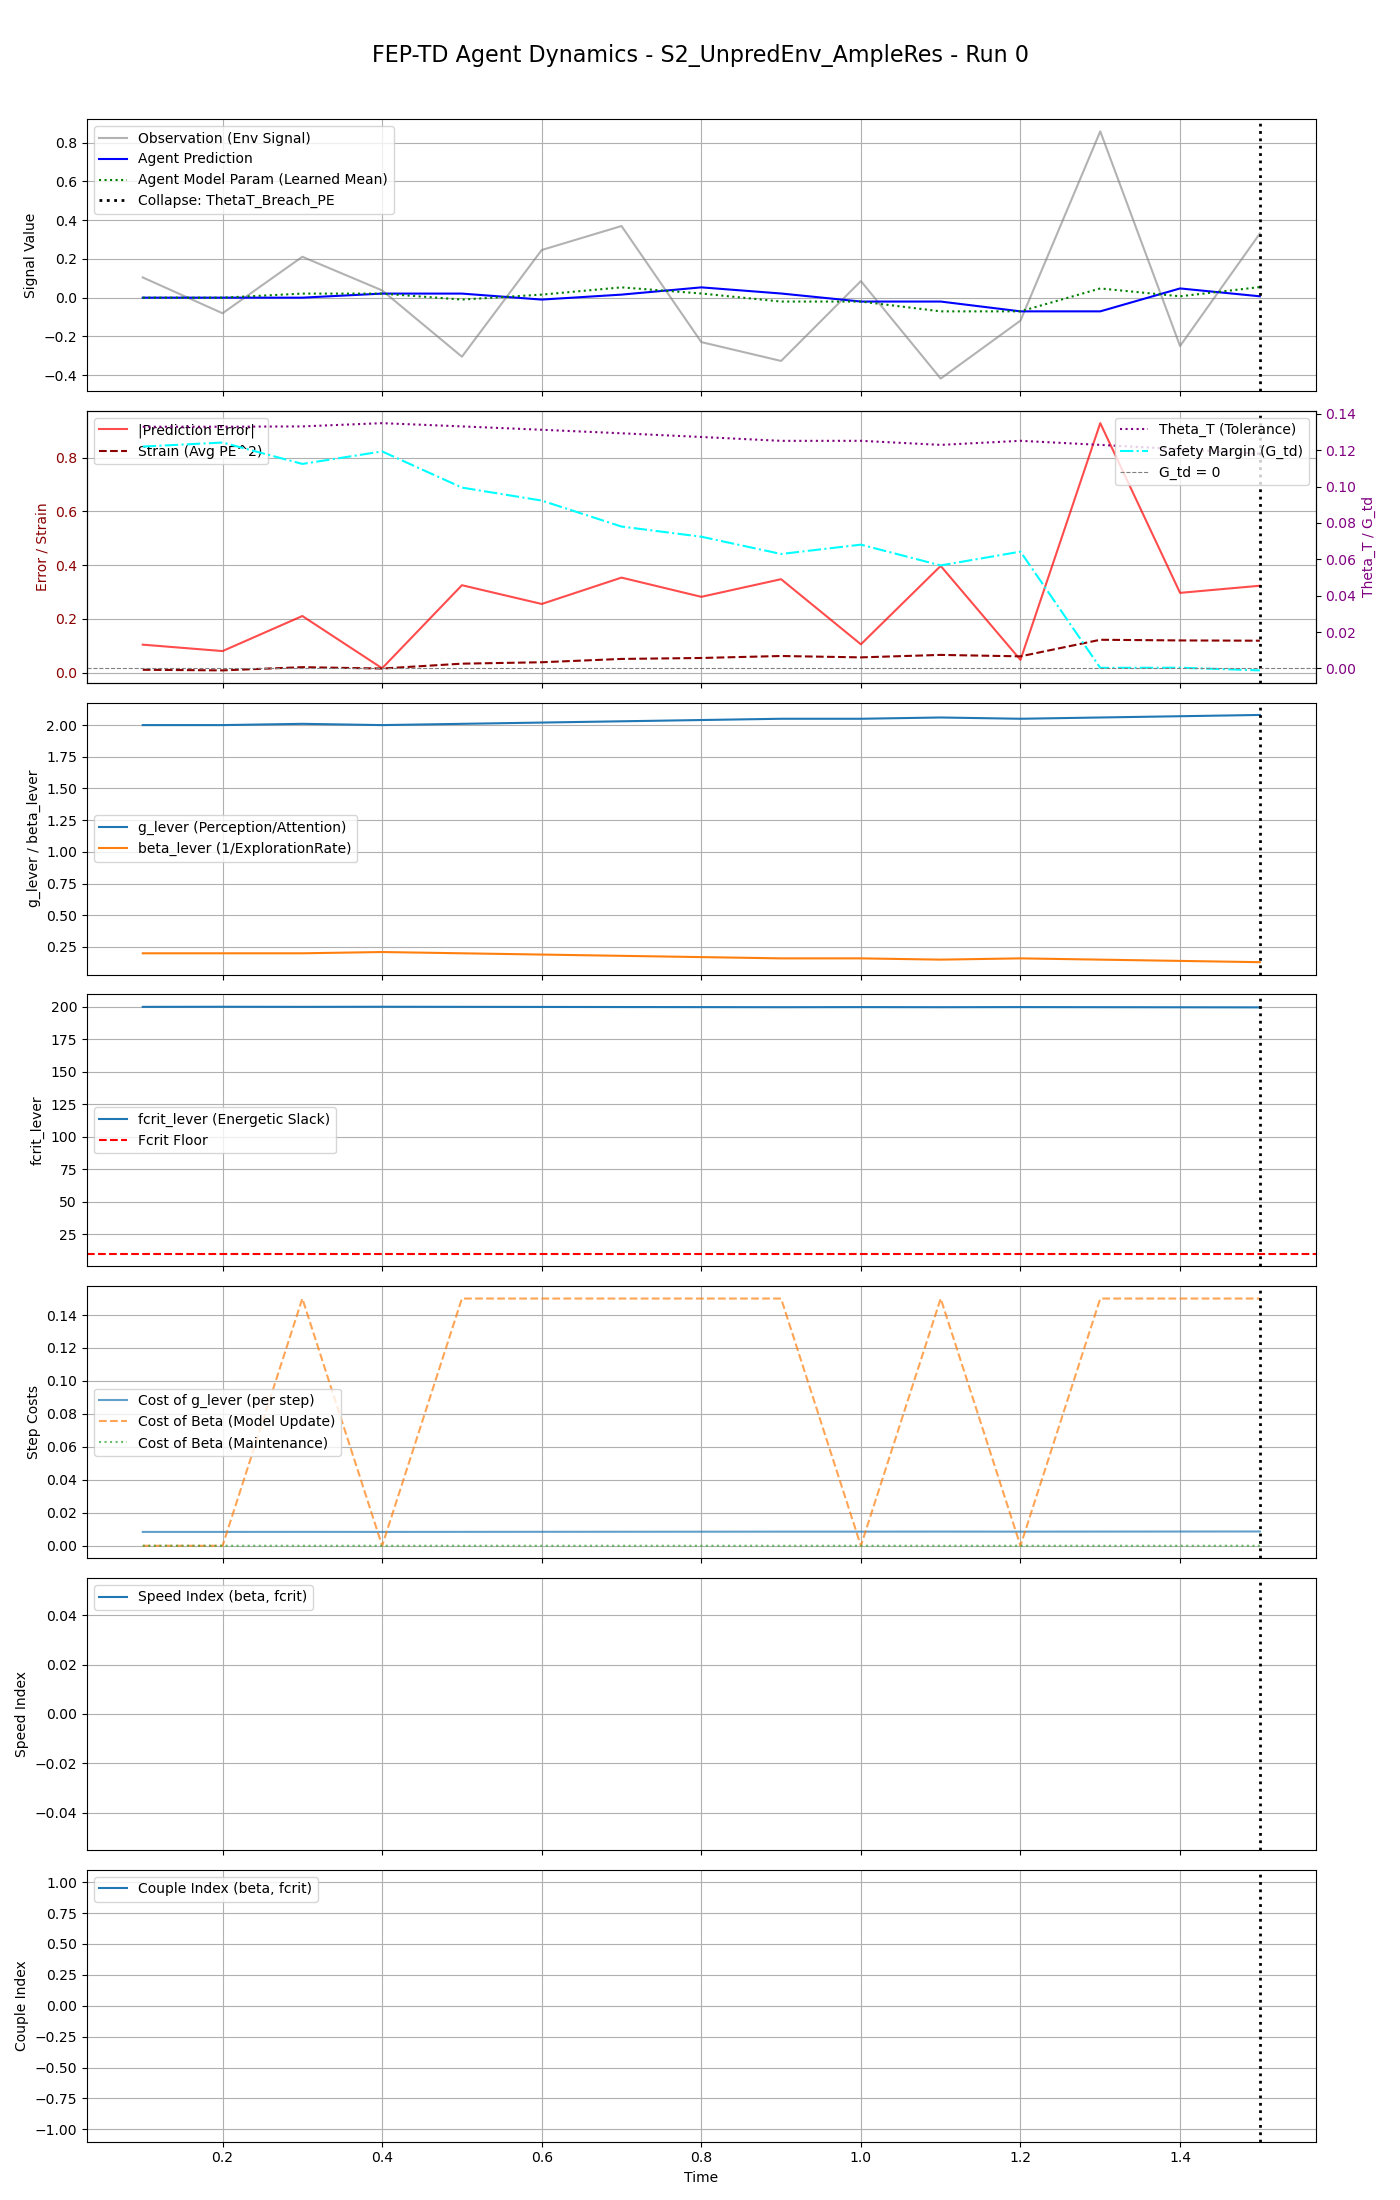 FEP-TD Agent Dynamics - S2_UnpredEnv_AmpleRes - Run 0
Signal Value
0.8
0.6
0.4
0.2
0.0
−0.2
−0.4
Observation (Env Signal)
Agent Prediction
Agent Model Param (Learned Mean)
Collapse: ThetaT_Breach_PE
Error / Strain
0.8
0.6
0.4
0.2
0.0
|Prediction Error|
Strain (Avg PE^2)
Theta_T (Tolerance)
Safety Margin (G_td)
G_td = 0
0.14
0.12
0.10
0.08
0.06
0.04
0.02
0.00
Theta_T / G_td
g_lever / beta_lever
2.00
1.75
1.50
1.25
1.00
0.75
0.50
0.25
g_lever (Perception/Attention)
beta_lever (1/ExplorationRate)
fcrit_lever
200
175
150
125
100
75
50
25
fcrit_lever (Energetic Slack)
Fcrit Floor
Step Costs
0.14
0.12
0.10
0.08
0.06
0.04
0.02
0.00
Cost of g_lever (per step)
Cost of Beta (Model Update)
Cost of Beta (Maintenance)
Speed Index
0.04
0.02
0.00
−0.02
−0.04
Speed Index (beta, fcrit)
Couple Index
1.00
0.75
0.50
0.25
0.00
−0.25
−0.50
−0.75
−1.00
Couple Index (beta, fcrit)
0.2 0.4 0.6 0.8 1.0 1.2 1.4
Time